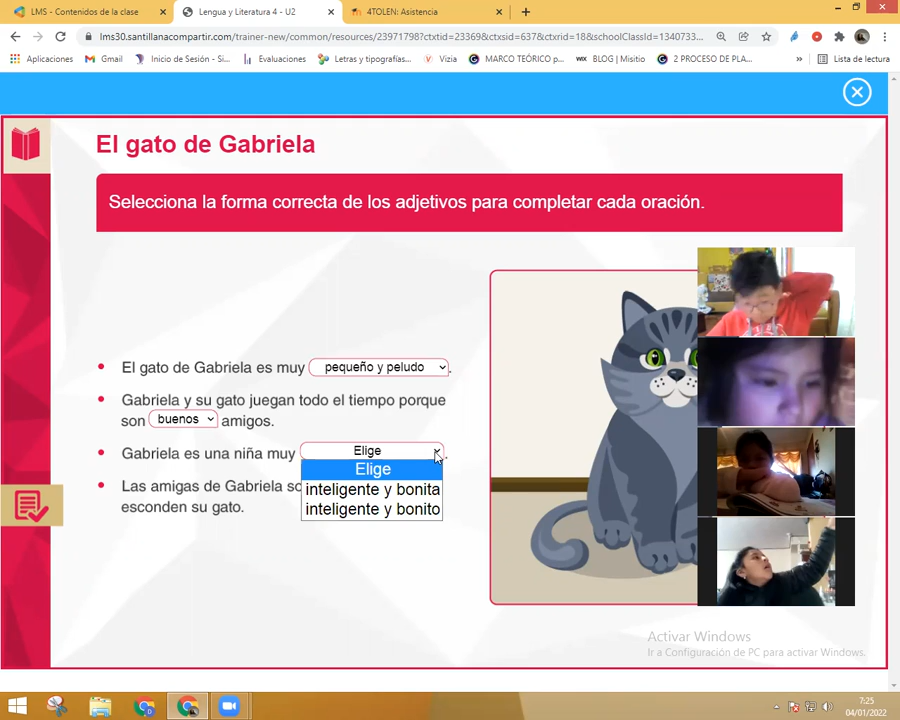 LMS - Contenidos de la clase
Lengua y Literatura 4 - U2
4TOLEN: Asistencia
lms30.santillanacompartir.com/trainer-new/common/resources/23971798?ctxtid=23369&ctxsid=637&ctxrid=18&schoolClassId=1340733...
Aplicaciones
Gmail
Inicio de Sesión - Sí...
Evaluaciones
Letras y tipografías...
Vizia
MARCO TEÓRICO p...
WIX BLOG | Misitio
2 PROCESO DE PLA...
»
Lista de lectura
El gato de Gabriela
Selecciona la forma correcta de los adjetivos para completar cada oración.
• El gato de Gabriela es muy pequeño y peludo .
• Gabriela y su gato juegan todo el tiempo porque
son buenos amigos.
• Gabriela es una niña muy Elige .
Elige
inteligente y bonita
inteligente y bonito
• Las amigas de Gabriela so
esconden su gato.
Activar Windows
Ir a Configuración de PC para activar Windows.
7:25
04/01/2022